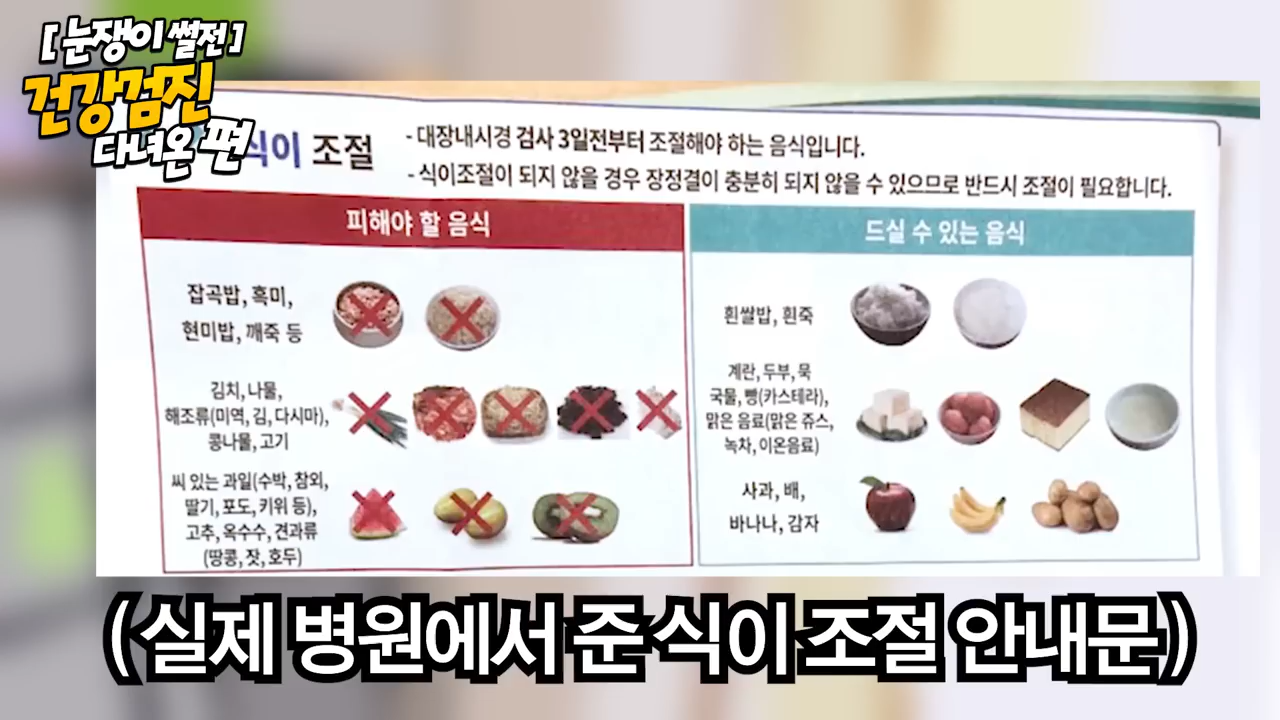 [눈쟁이 썰전]
건강검진
다녀온 편
식이 조절
- 대장내시경 검사 3일전부터 조절해야 하는 음식입니다.
- 식이조절이 되지 않을 경우 장정결이 충분히 되지 않을 수 있으므로 반드시 조절이 필요합니다.
피해야 할 음식
잡곡밥, 흑미,
현미밥, 깨죽 등
김치, 나물,
해조류(미역, 김, 다시마),
콩나물, 고기
씨 있는 과일(수박, 참외,
딸기, 포도, 키위 등),
고추, 옥수수, 견과류
(땅콩, 잣, 호두)
드실 수 있는 음식
흰쌀밥, 흰죽
계란, 두부, 묵
국물, 빵(카스테라),
맑은 음료(맑은 쥬스,
녹차, 이온음료)
사과, 배,
바나나, 감자
(실제 병원에서 준 식이 조절 안내문)